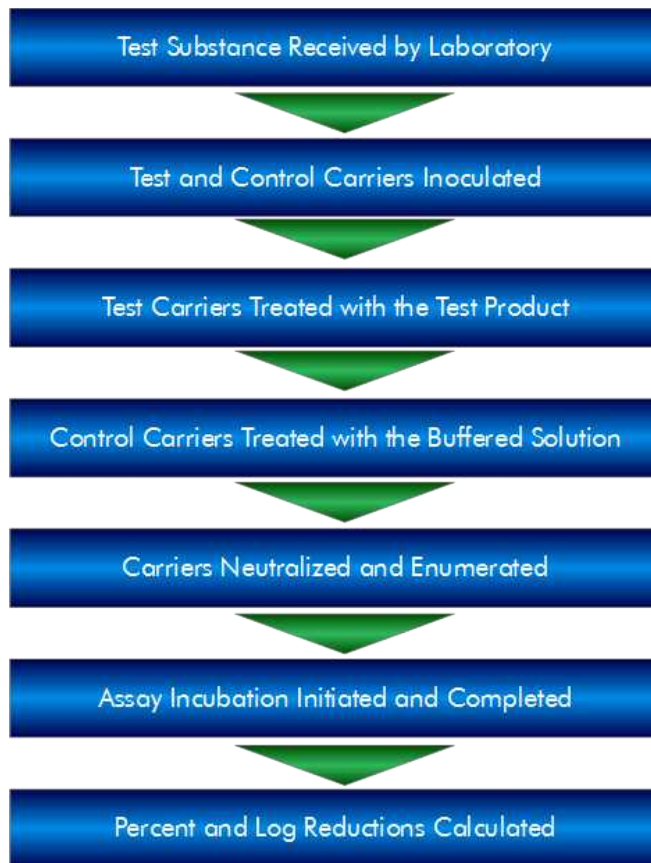 Test Substance Received by Laboratory
Test and Control Carriers Inoculated
Test Carriers Treated with the Test Product
Control Carriers Treated with the Buffered Solution
Carriers Neutralized and Enumerated
Assay Incubation Initiated and Completed
Percent and Log Reductions Calculated